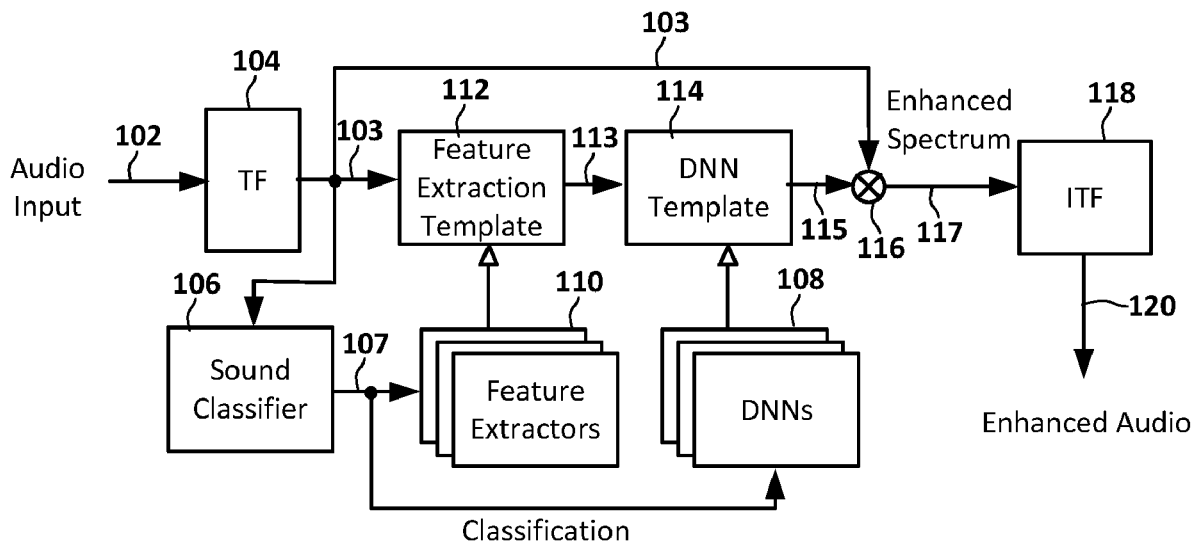 103
104
112
114
118
102
103
113
Enhanced
Spectrum
Audio
Input
TF
Feature
Extraction
Template
DNN
Template
ITF
115
116
117
106
107
110
108
120
Sound
Classifier
Feature
Extractors
DNNs
Enhanced Audio
Classification